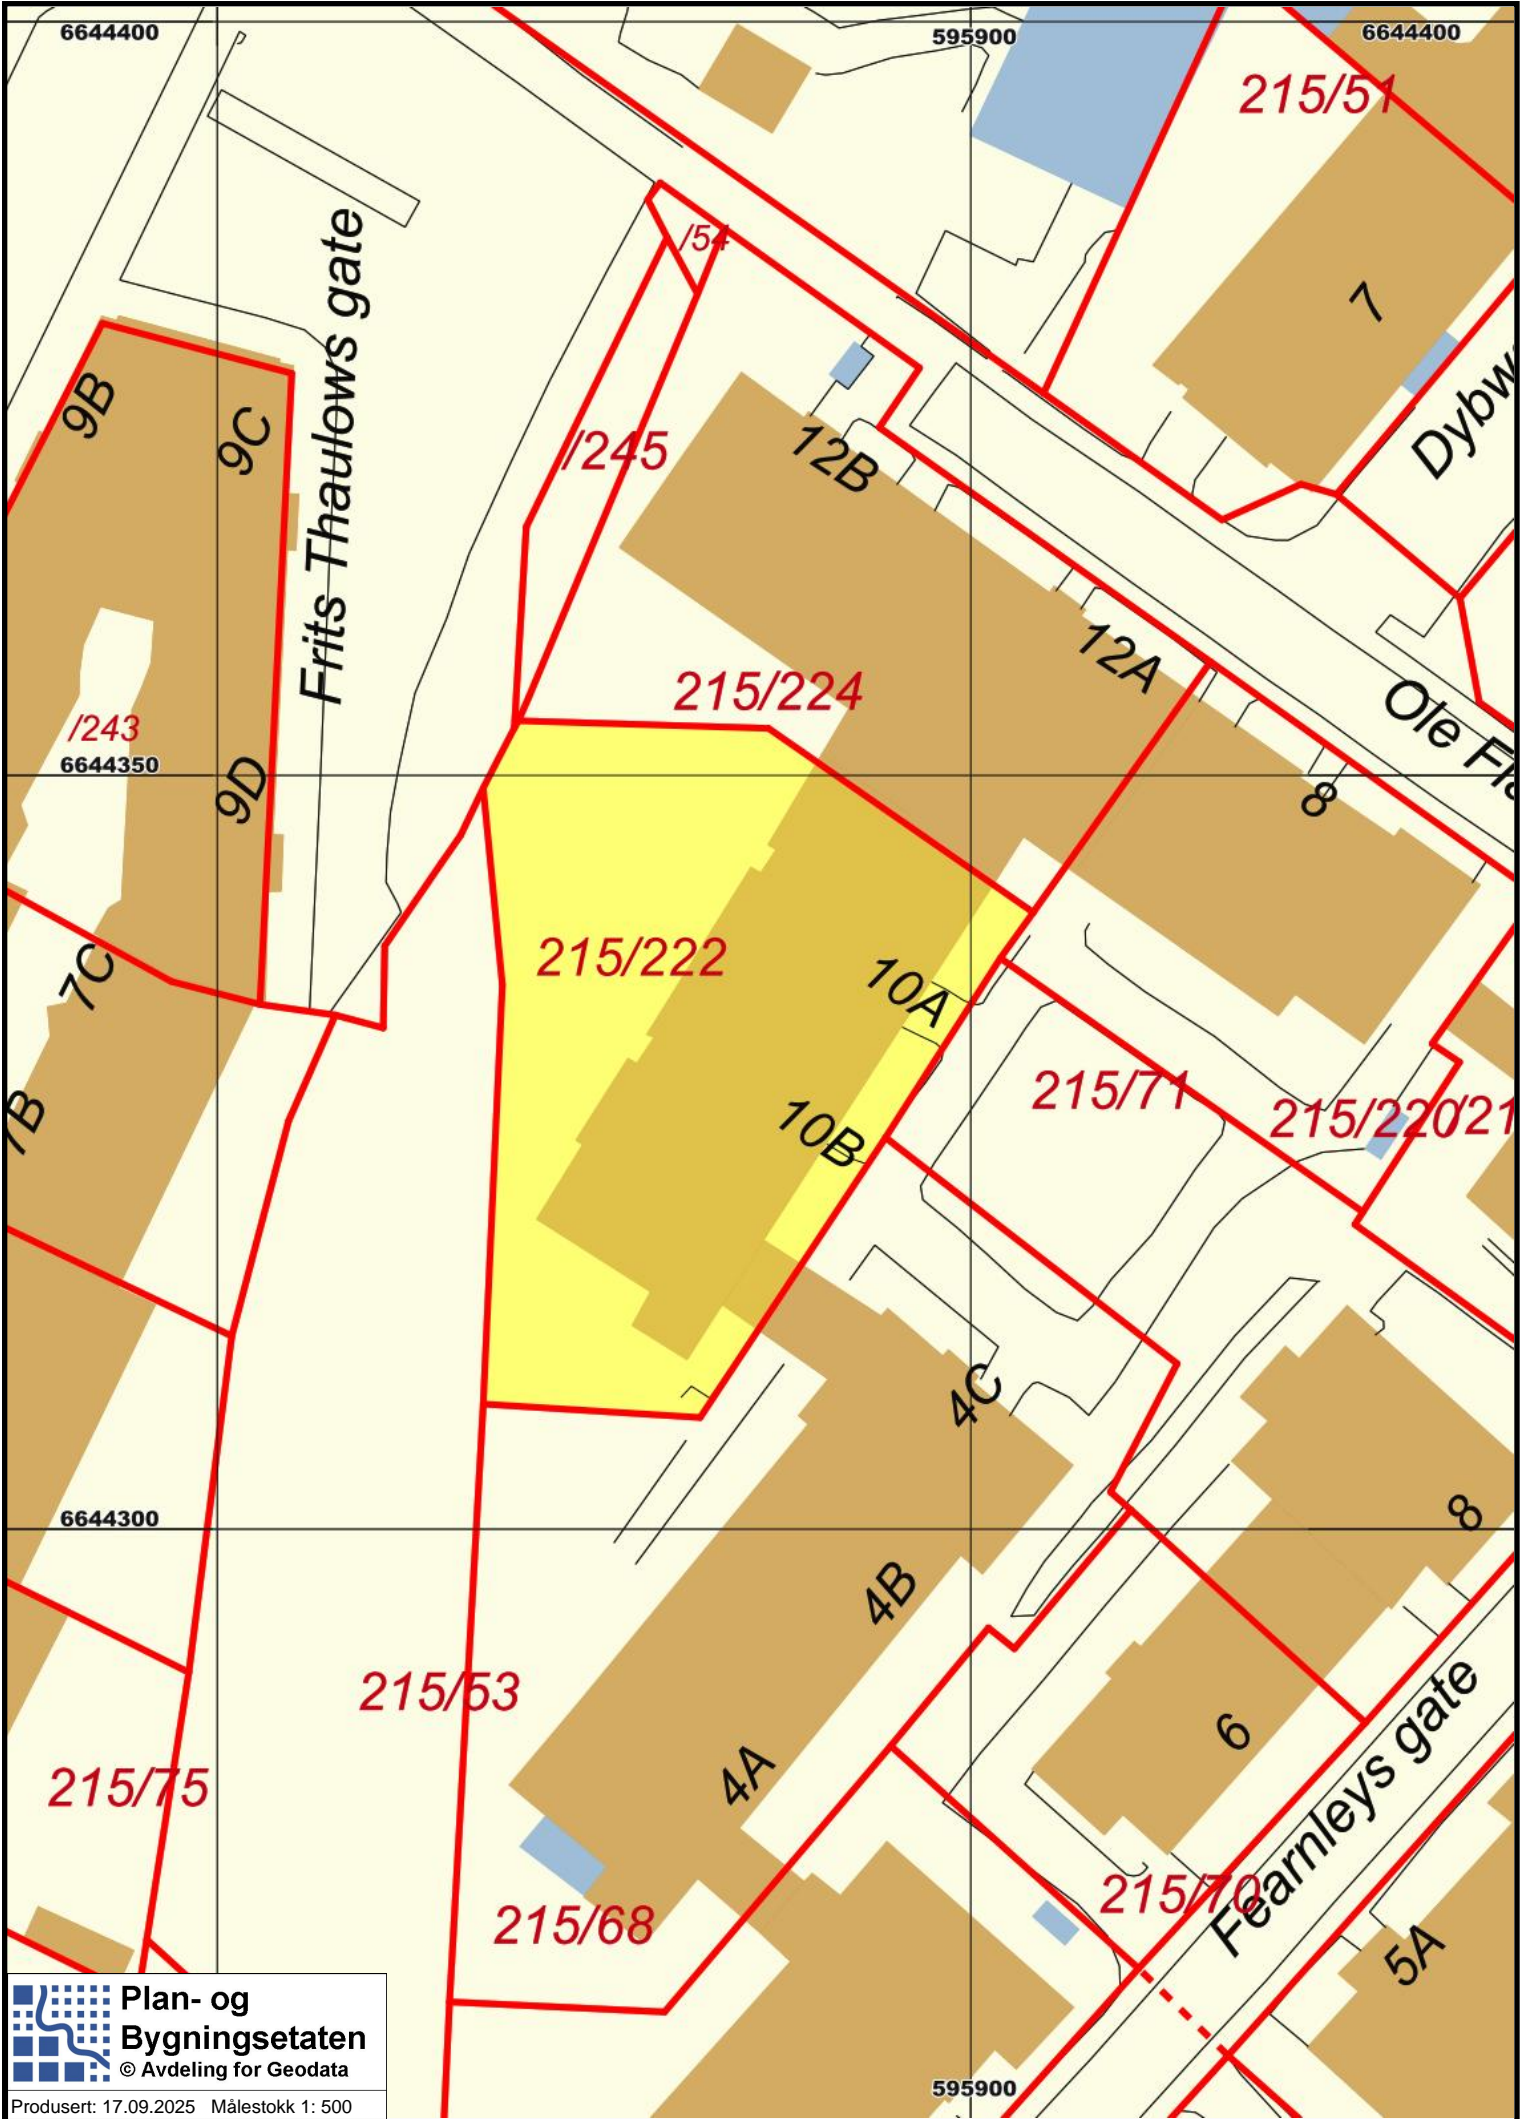 6644400
595900
6644400
215/51
/54
7
9B
9C
Frits Thaulows gate
/245
12B
12A
215/224
/243
6644350
9D
8
215/222
7C
10A
215/71
215/220
/21
7B
10B
4C
6644300
8
4B
215/53
6
Fearnleys gate
4A
215/75
215/70
215/68
5A
595900
Plan- og
Bygningsetaten
© Avdeling for Geodata
Produsert: 17.09.2025 Målestokk 1: 500